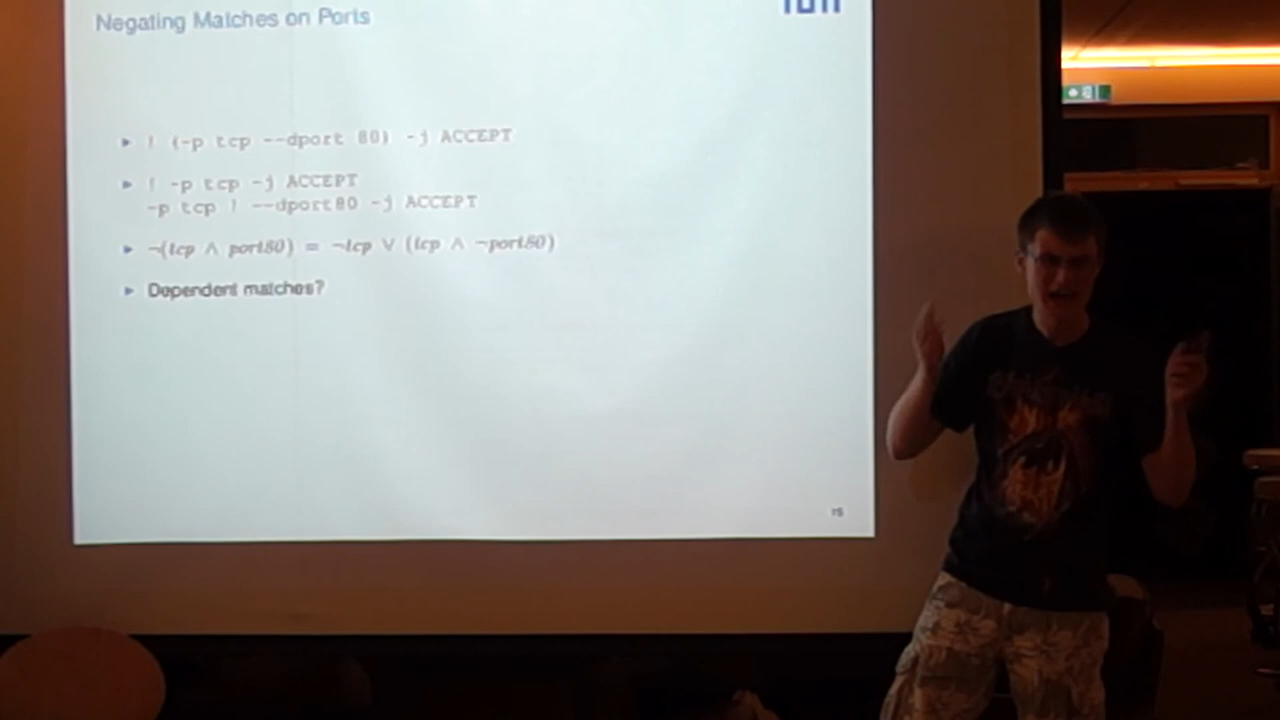 Negating Matches on Ports
! (-p tcp --dport 80) -j ACCEPT
! -p tcp -j ACCEPT
-p tcp ! --dport80 -j ACCEPT
¬(tcp ∧ port80) = ¬tcp ∨ (tcp ∧ ¬port80)
Dependent matches?
15